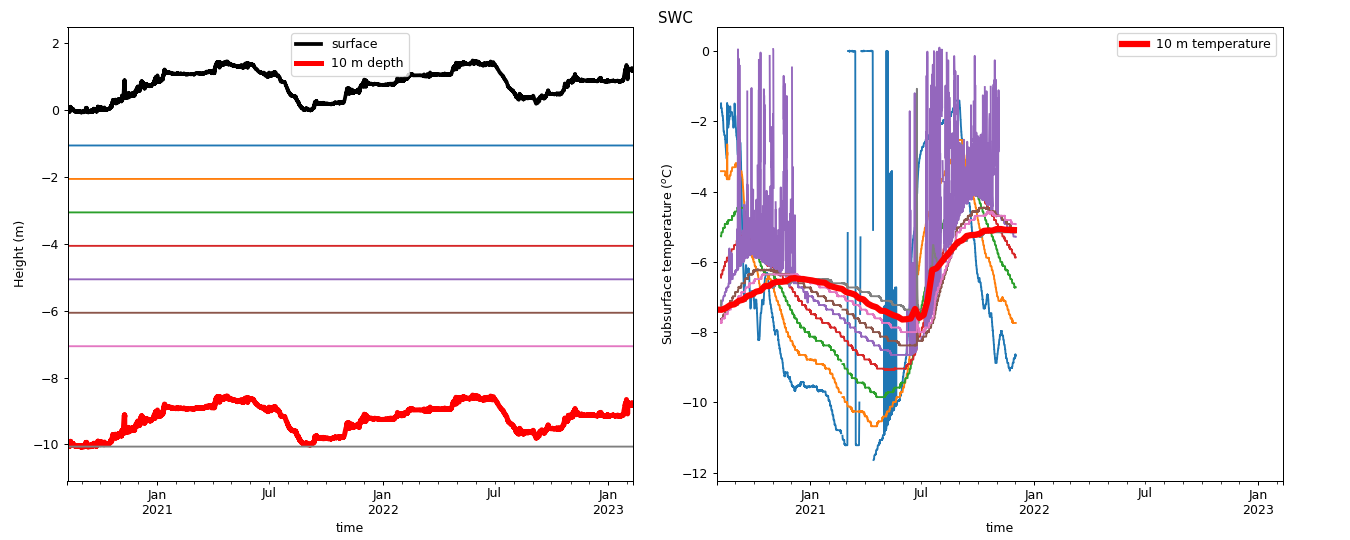 SWC
surface
10 m depth
2
0
−2
−4
−6
−8
−10
Height (m)
Jan
2021
Jul
Jan
2022
Jul
Jan
2023
time
10 m temperature
0
−2
−4
−6
−8
−10
−12
Subsurface temperature (°C)
Jan
2021
Jul
Jan
2022
Jul
Jan
2023
time